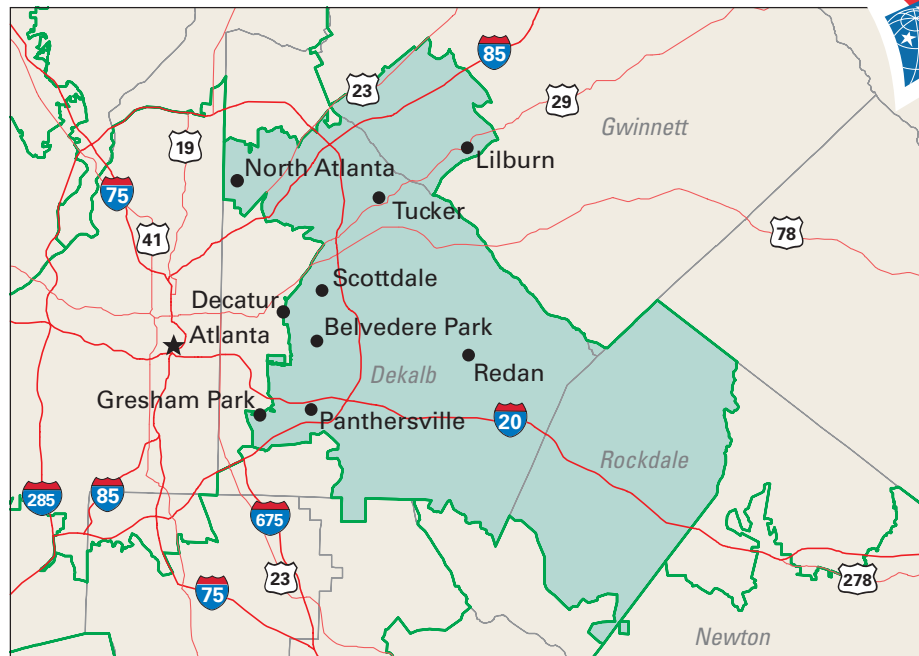 85
23
29
Gwinnett
19
North Atlanta
Lilburn
75
Tucker
41
78
Scottdale
Decatur
Atlanta
Belvedere Park
Dekalb
Redan
Gresham Park
Panthersville
20
Rockdale
285
85
675
23
278
75
Newton